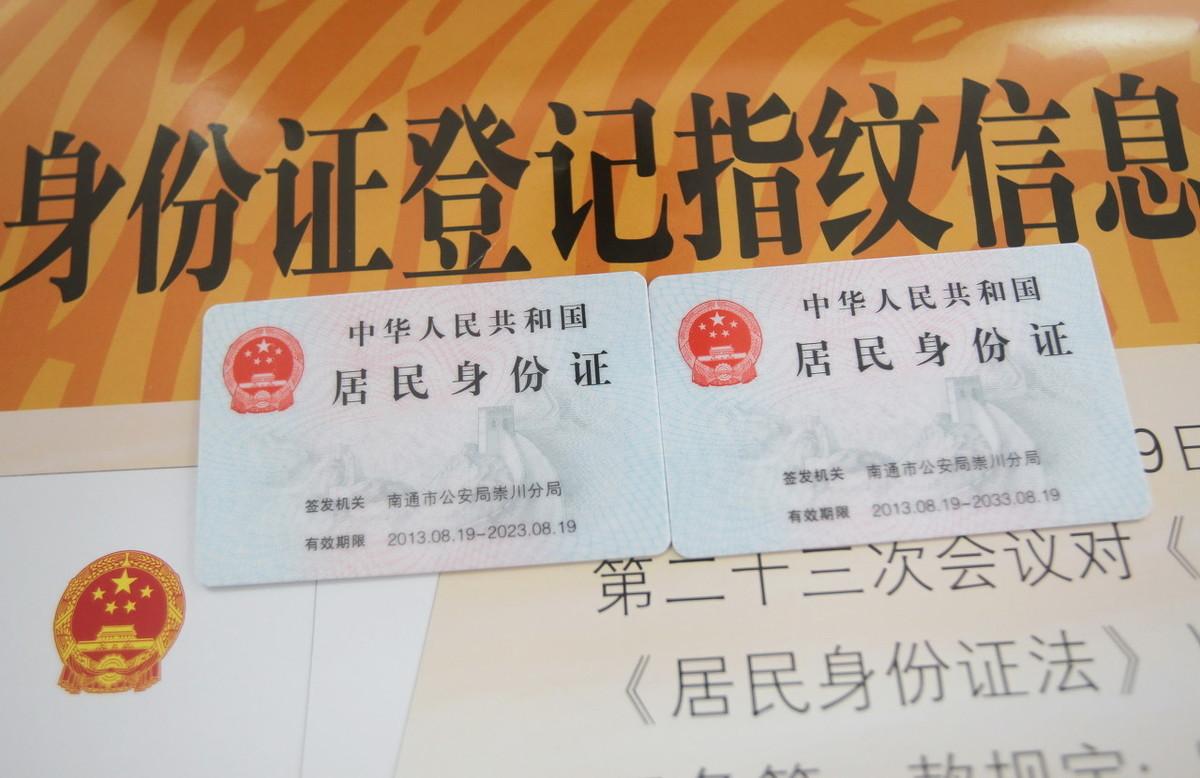 身份证登记指纹信息
中华人民共和国
居民身份证
签发机关 南通市公安局崇川分局
有效期限 2013.08.19-2023.08.19
中华人民共和国
居民身份证
签发机关 南通市公安局崇川分局
有效期限 2013.08.19-2033.08.19
9日
第二十三次会议对《
《居民身份证法》
款规定: